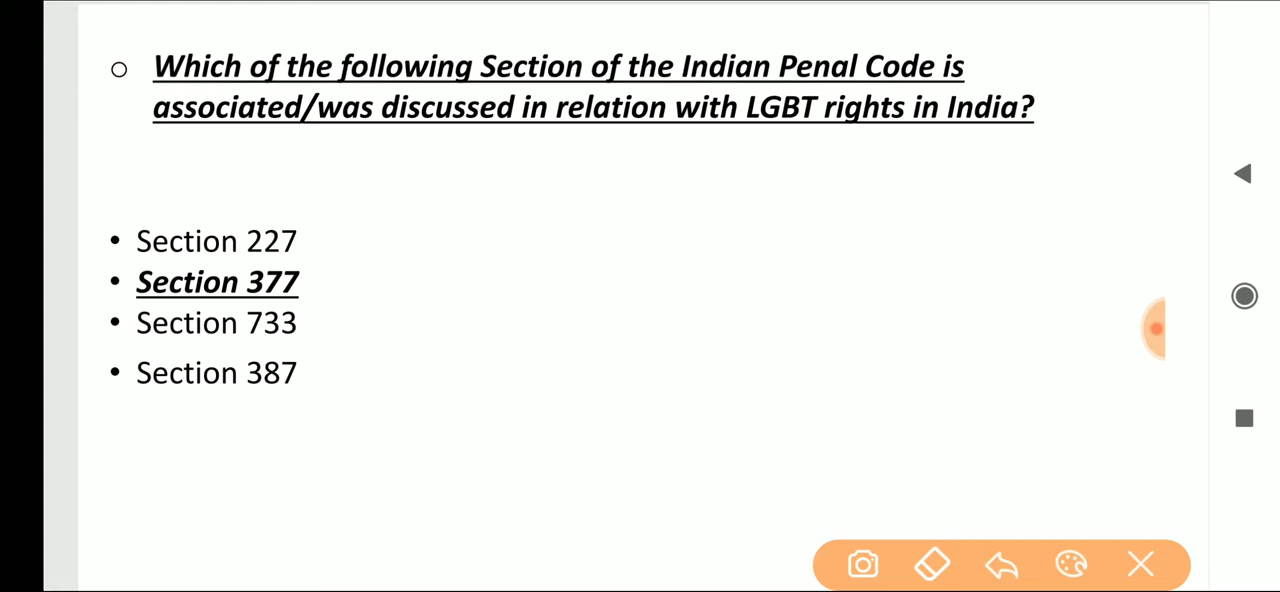 Which of the following Section of the Indian Penal Code is
associated/was discussed in relation with LGBT rights in India?
Section 227
Section 377
Section 733
Section 387